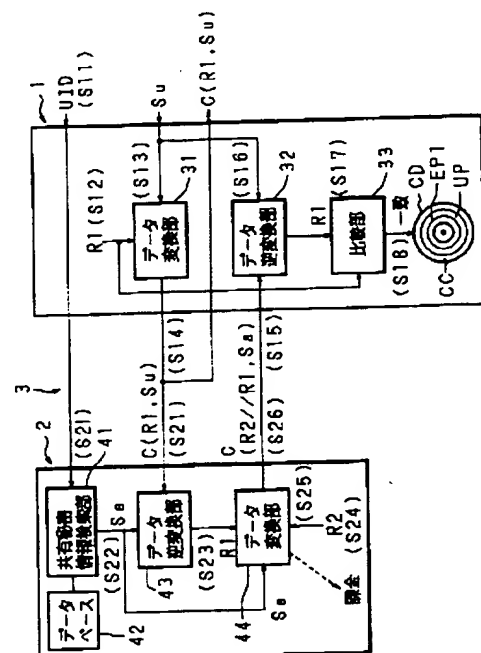 3
2
1
UID
(S11)
(S21)
41
共有秘密
情報検索部
データ
ベース
42
(S22)
Sa
R1(S12)
Su
(S13)
31
データ
変換部
(S14)
C(R1,Su)
C(R1,Su)
(S21)
データ
逆変換部
43
(S23)
R1
(S16)
32
データ
逆変換部
C
(R2//R1,Sa)
(S26)
(S15)
データ
変換部
44
Sa
(S25)
R2
(S24)
課金
R1
(S17)
33
比較部
(S18)
一致
CD
EP1
UP
CC